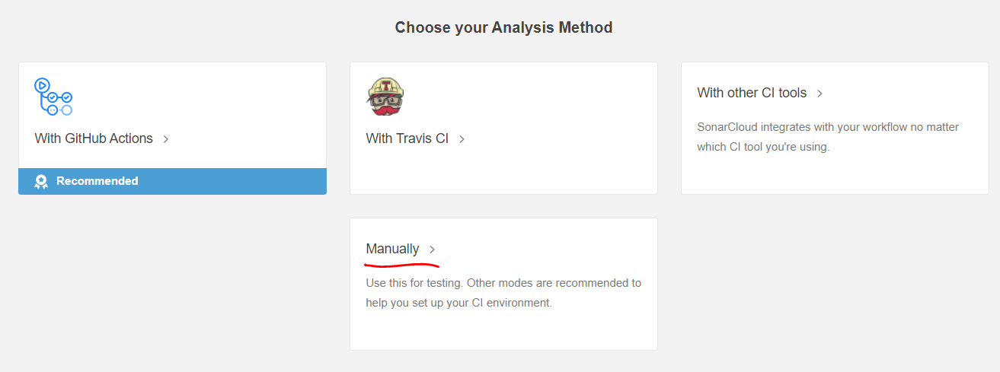 Choose your Analysis Method
With GitHub Actions
Recommended
With Travis CI
With other CI tools
SonarCloud integrates with your workflow no matter
which CI tool you're using.
Manually
Use this for testing. Other modes are recommended to
help you set up your CI environment.